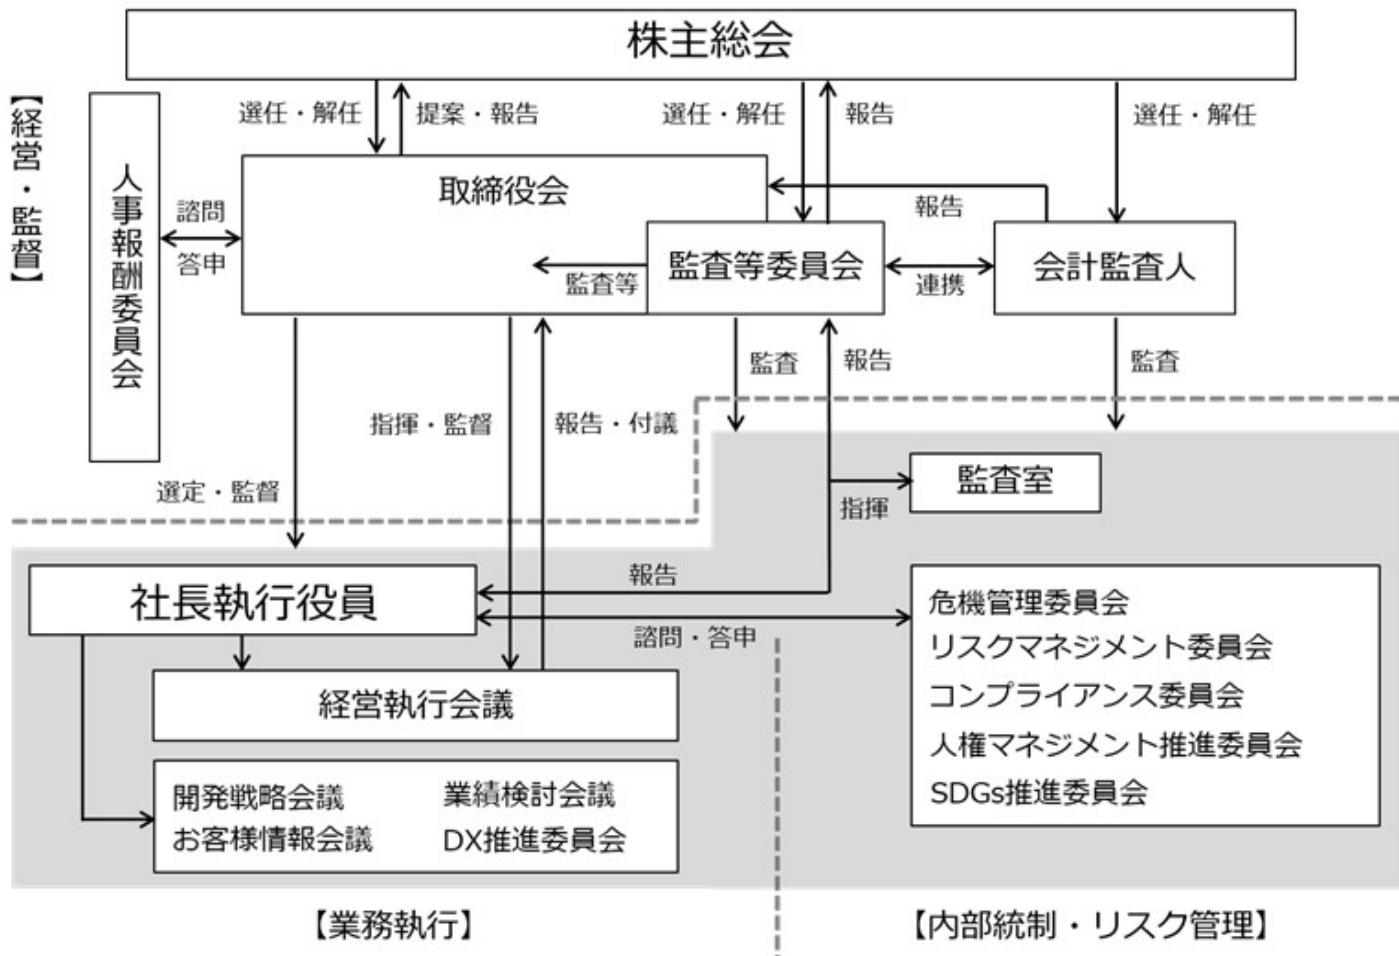 株主総会
【経営・監督】
選任・解任
提案・報告
選任・解任
報告
選任・解任
人事報酬委員会
諮問
答申
取締役会
報告
監査等
監査等委員会
連携
会計監査人
監査
報告
監査
指揮・監督
報告・付議
選定・監督
監査室
指揮
社長執行役員
報告
諮問・答申
経営執行会議
開発戦略会議
業績検討会議
お客様情報会議
DX推進委員会
危機管理委員会
リスクマネジメント委員会
コンプライアンス委員会
人権マネジメント推進委員会
SDGs推進委員会
【業務執行】
【内部統制・リスク管理】